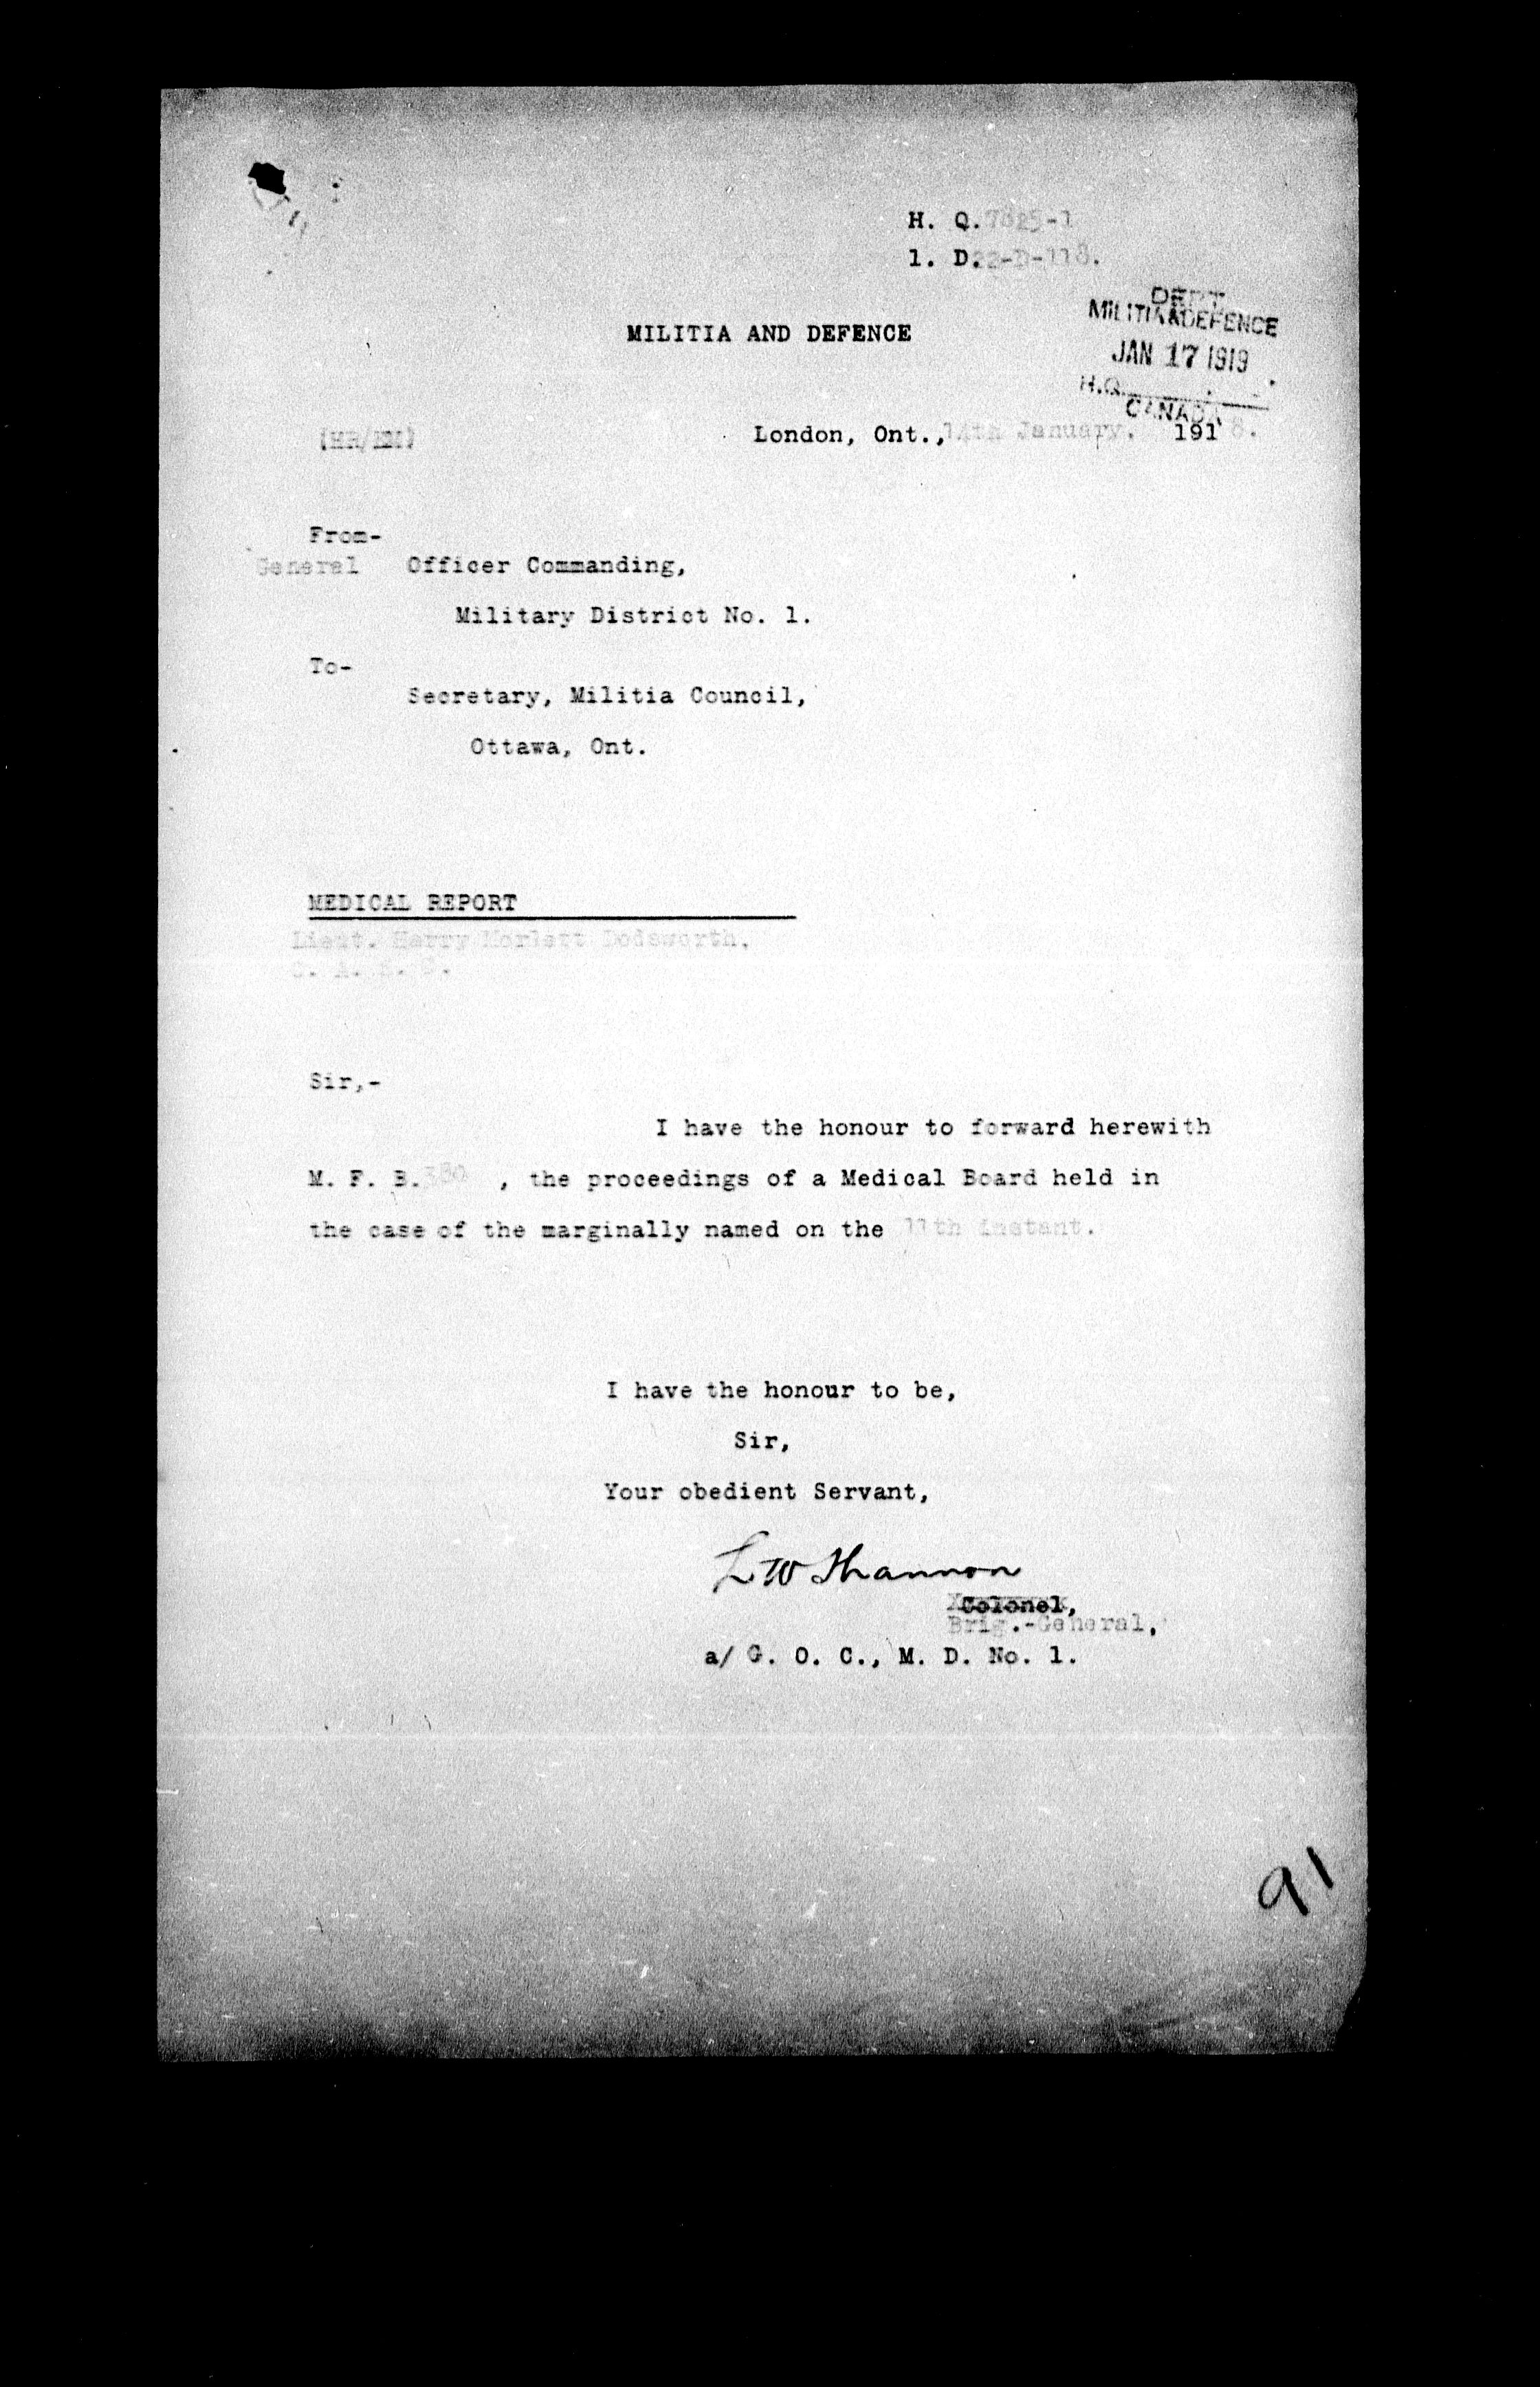 H. Q. 7825-1
1. D. 22-D-118.
DEPT.
MILITIA & DEFENCE
JAN 17 1919
H.Q.
CANADA
MILITIA AND DEFENCE
London, Ont., 14th January, 1918.
From-
General Officer Commanding,
Military District No. 1.
To-
Secretary, Militia Council,
Ottawa, Ont.
MEDICAL REPORT
Lieut. Harry Morlett Dodsworth,
C. A. S. C.
Sir,-
I have the honour to forward herewith
M. F. B. 380 , the proceedings of a Medical Board held in
the case of the marginally named on the 11th instant.
I have the honour to be,
Sir,
Your obedient Servant,
L W Shannon
Colonel,
Brig.-General,
a/ G. O. C., M. D. No. 1.
91